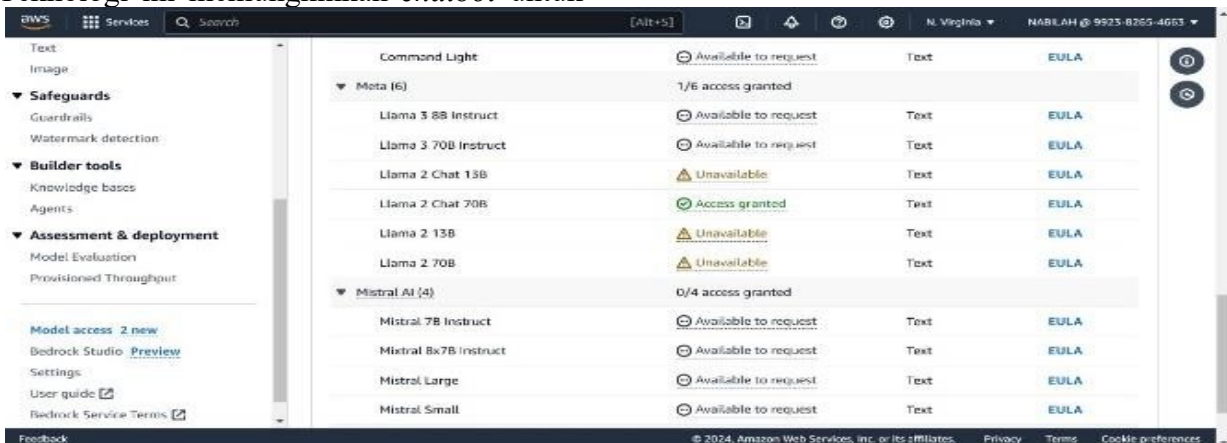 aws Services Search [Alt+S] N. Virginia NABILAH @ 9923-8265-4663
Text
Image
Safeguards
Guardrails
Watermark detection
Builder tools
Knowledge bases
Agents
Assessment & deployment
Model Evaluation
Provisioned Throughput
Model access 2 new
Bedrock Studio Preview
Settings
User guide
Bedrock Service Terms
Command Light Available to request Text EULA
Meta (6) 1/6 access granted
Llama 3 8B Instruct Available to request Text EULA
Llama 3 70B Instruct Available to request Text EULA
Llama 2 Chat 13B Unavailable Text EULA
Llama 2 Chat 70B Access granted Text EULA
Llama 2 13B Unavailable Text EULA
Llama 2 70B Unavailable Text EULA
Mistral AI (4) 0/4 access granted
Mistral 7B Instruct Available to request Text EULA
Mixtral 8x7B Instruct Available to request Text EULA
Mistral Large Available to request Text EULA
Mistral Small Available to request Text EULA
Feedback © 2024, Amazon Web Services, Inc. or its affiliates. Privacy Terms Cookie preferences